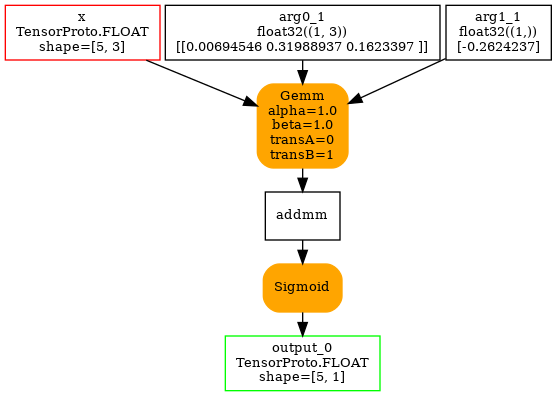 x
TensorProto.FLOAT
shape=[5, 3]
arg0_1
float32((1, 3))
[[0.00694546 0.31988937 0.1623397 ]]
arg1_1
float32((1,))
[-0.2624237]
Gemm
alpha=1.0
beta=1.0
transA=0
transB=1
addmm
Sigmoid
output_0
TensorProto.FLOAT
shape=[5, 1]